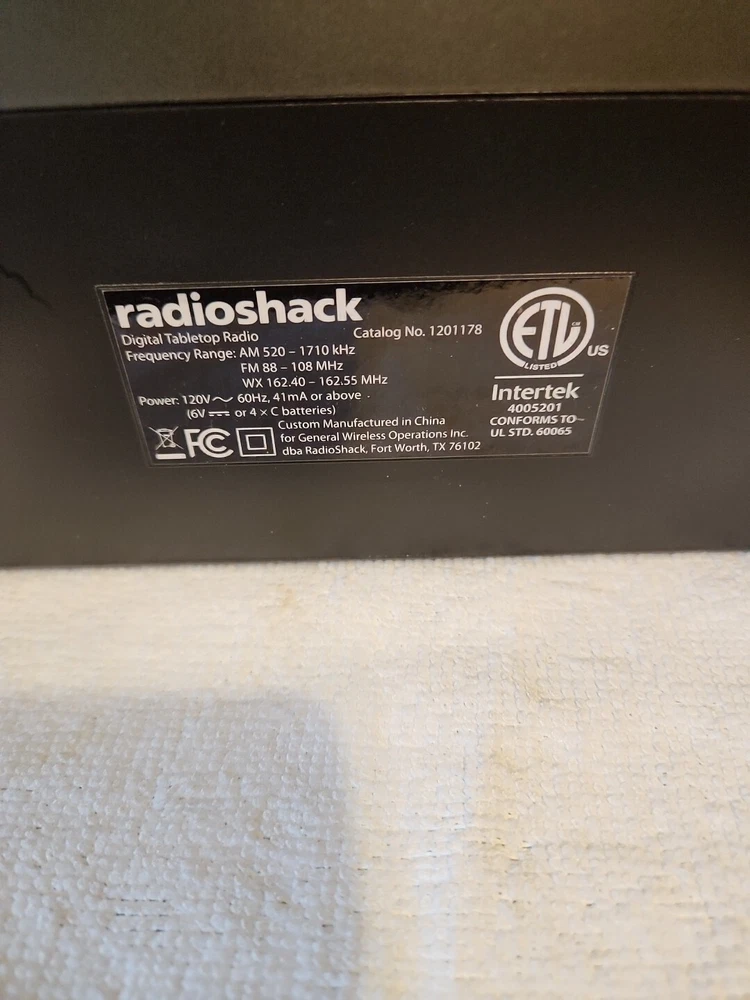 radioshack
Digital Tabletop Radio
Catalog No. 1201178
Frequency Range: AM 520 – 1710 kHz
FM 88 – 108 MHz
WX 162.40 – 162.55 MHz
Power: 120V~ 60Hz, 41mA or above
(6V ⎓ or 4 × C batteries)
FC
Custom Manufactured in China
for General Wireless Operations Inc.
dba RadioShack, Fort Worth, TX 76102
ETL
LISTED
US
Intertek
4005201
CONFORMS TO
UL STD. 60065